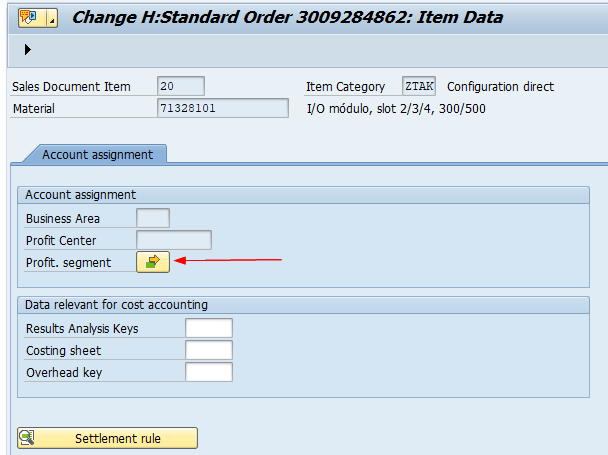 Change H:Standard Order 3009284862: Item Data
Sales Document Item 20 Item Category ZTAK Configuration direct
Material 71328101 I/O módulo, slot 2/3/4, 300/500
Account assignment
Account assignment
Business Area
Profit Center
Profit. segment
Data relevant for cost accounting
Results Analysis Keys
Costing sheet
Overhead key
Settlement rule